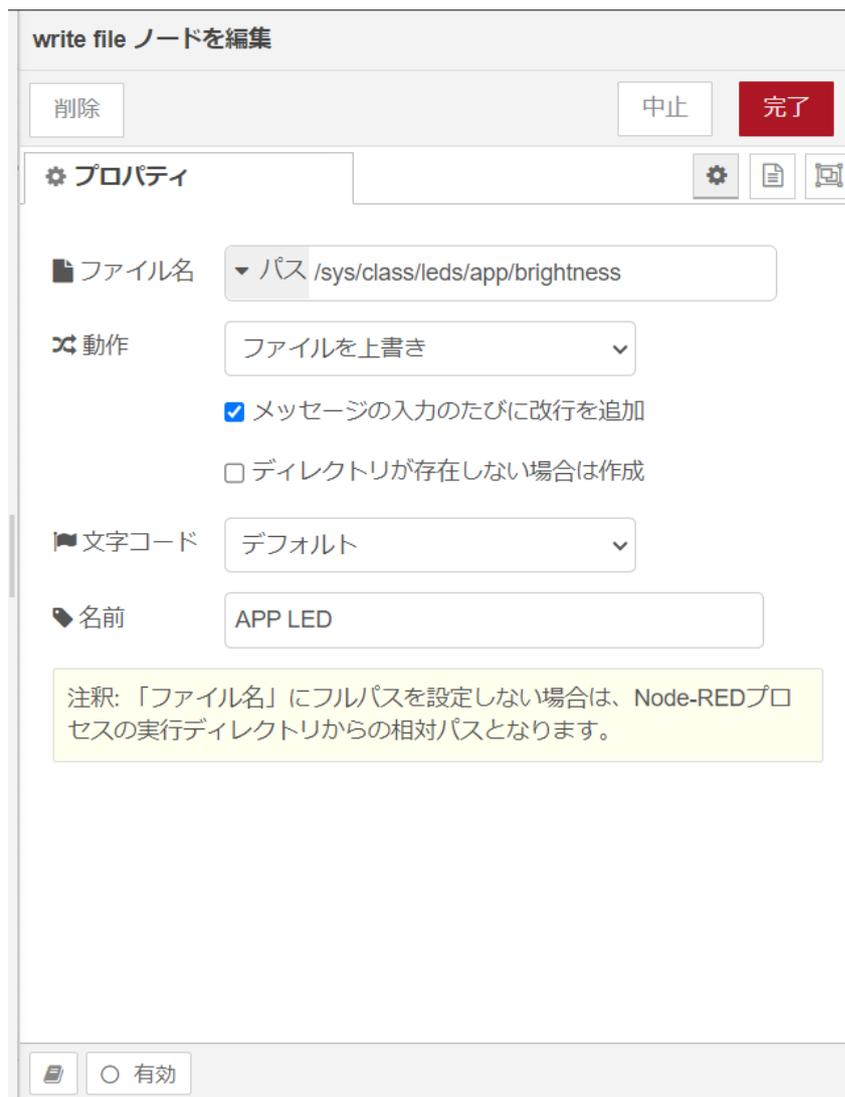 write file ノードを編集
削除
中止
完了
プロパティ
ファイル名
パス
/sys/class/leds/app/brightness
動作
ファイルを上書き
メッセージの入力のたびに改行を追加
ディレクトリが存在しない場合は作成
文字コード
デフォルト
名前
APP LED
注釈: 「ファイル名」にフルパスを設定しない場合は、Node-REDプロ
セスの実行ディレクトリからの相対パスとなります。
有効